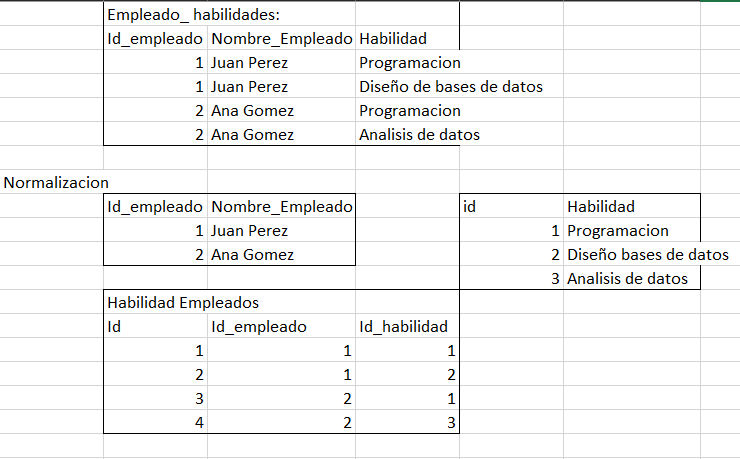 Empleado_ habilidades:
Id_empleado Nombre_Empleado Habilidad
1 Juan Perez Programacion
1 Juan Perez Diseño de bases de datos
2 Ana Gomez Programacion
2 Ana Gomez Analisis de datos
Normalizacion
Id_empleado Nombre_Empleado id Habilidad
1 Juan Perez 1 Programacion
2 Ana Gomez 2 Diseño bases de datos
3 Analisis de datos
Habilidad Empleados
Id Id_empleado Id_habilidad
1 1 1
2 1 2
3 2 1
4 2 3